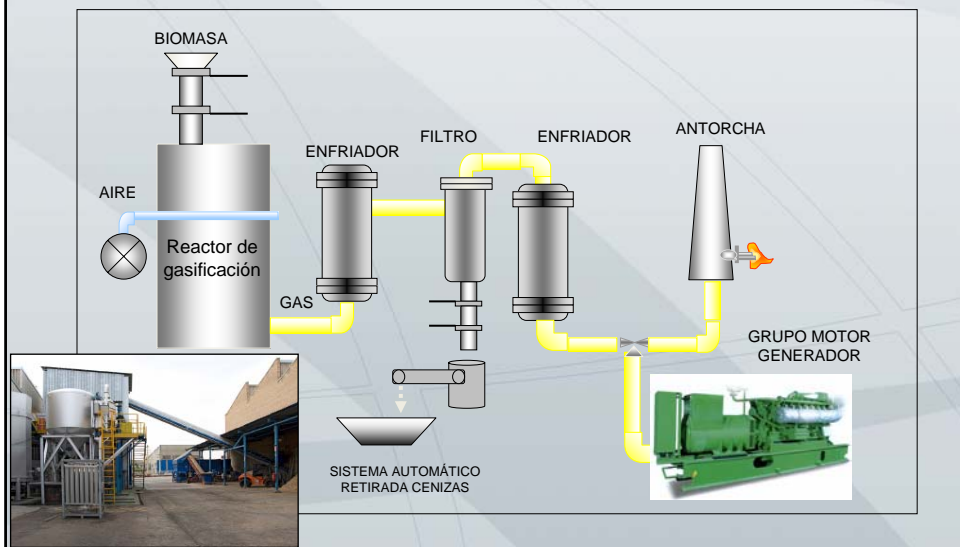 BIOMASA
ANTORCHA
FILTRO
ENFRIADOR
ENFRIADOR
AIRE
Reactor de
gasificación
GAS
GRUPO MOTOR
GENERADOR
SISTEMA AUTOMÁTICO
RETIRADA CENIZAS